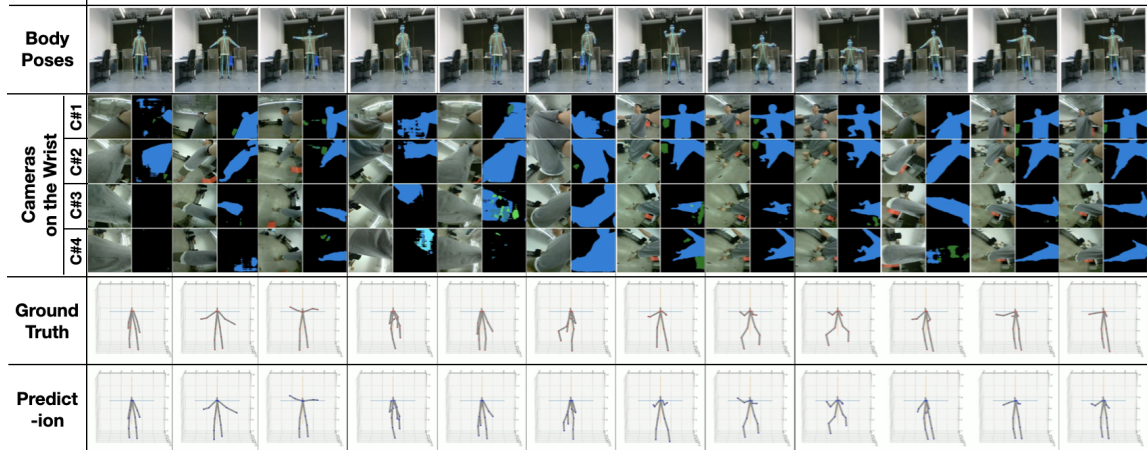 Body
Poses
Cameras
on the Wrist
C#1
C#2
C#3
C#4
Ground
Truth
Predict
-ion